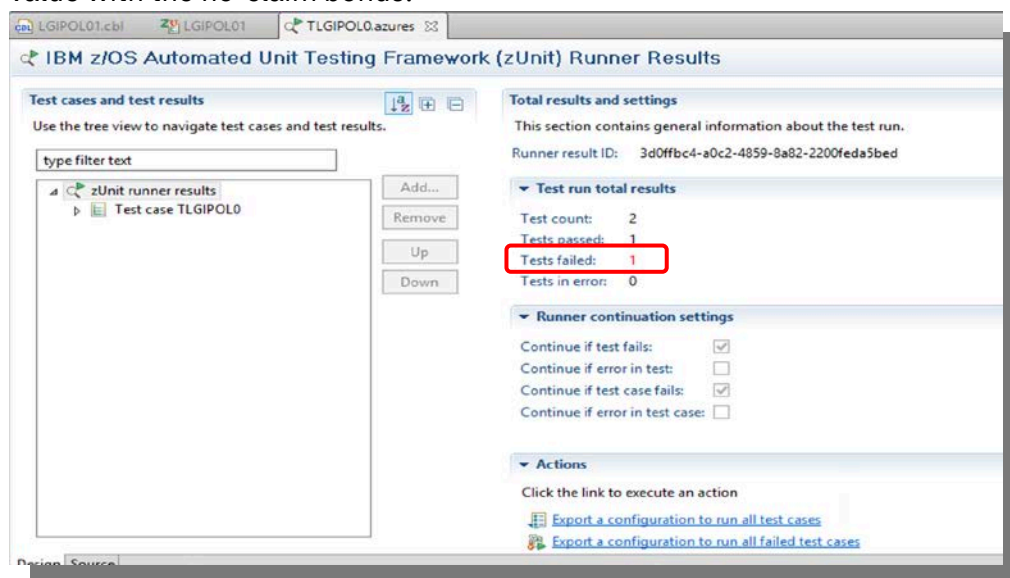 value with the no-claim bonus.
LGIPOL01.cbl LGIPOL01 TLGIPOL0.azures
IBM z/OS Automated Unit Testing Framework (zUnit) Runner Results
Test cases and test results
Use the tree view to navigate test cases and test results.
type filter text
zUnit runner results
Test case TLGIPOL0
Add...
Remove
Up
Down
Total results and settings
This section contains general information about the test run.
Runner result ID: 3d0ffbc4-a0c2-4859-8a82-2200feda5bed
Test run total results
Test count: 2
Tests passed: 1
Tests failed: 1
Tests in error: 0
Runner continuation settings
Continue if test fails:
Continue if error in test:
Continue if test case fails:
Continue if error in test case:
Actions
Click the link to execute an action
Export a configuration to run all test cases
Export a configuration to run all failed test cases
Design Source